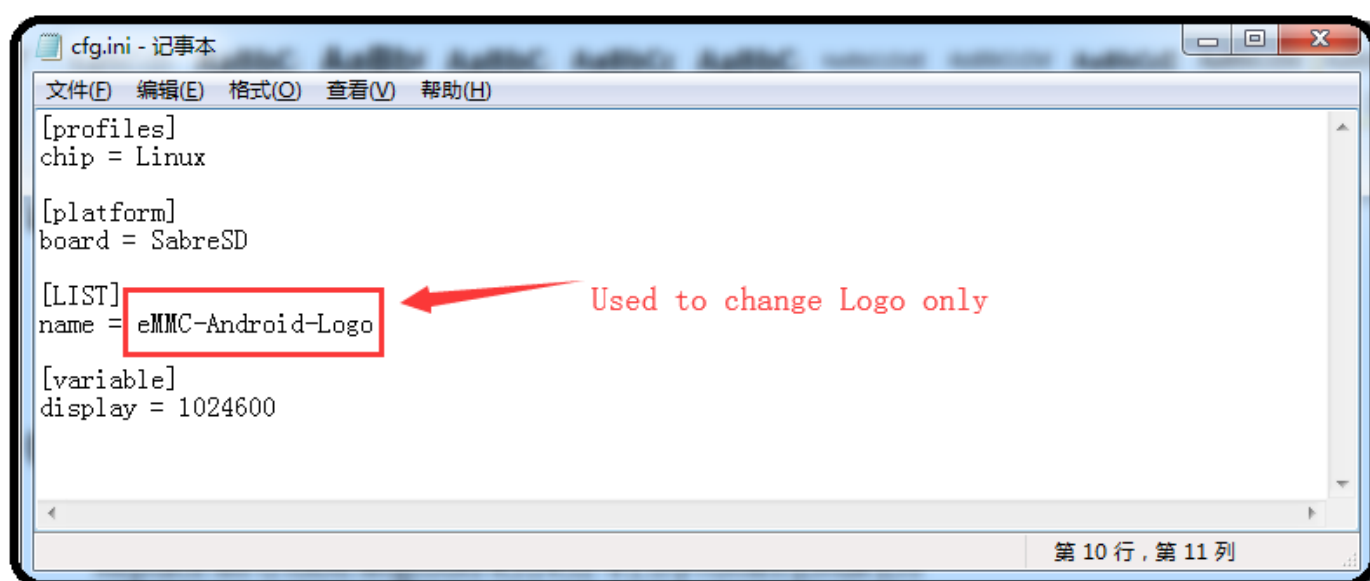 cfg.ini - 记事本
文件(F) 编辑(E) 格式(O) 查看(V) 帮助(H)
[profiles]
chip = Linux
[platform]
board = SabreSD
[LIST]
name = eMMC-Android-Logo
Used to change Logo only
[variable]
display = 1024600
第 10 行，第 11 列